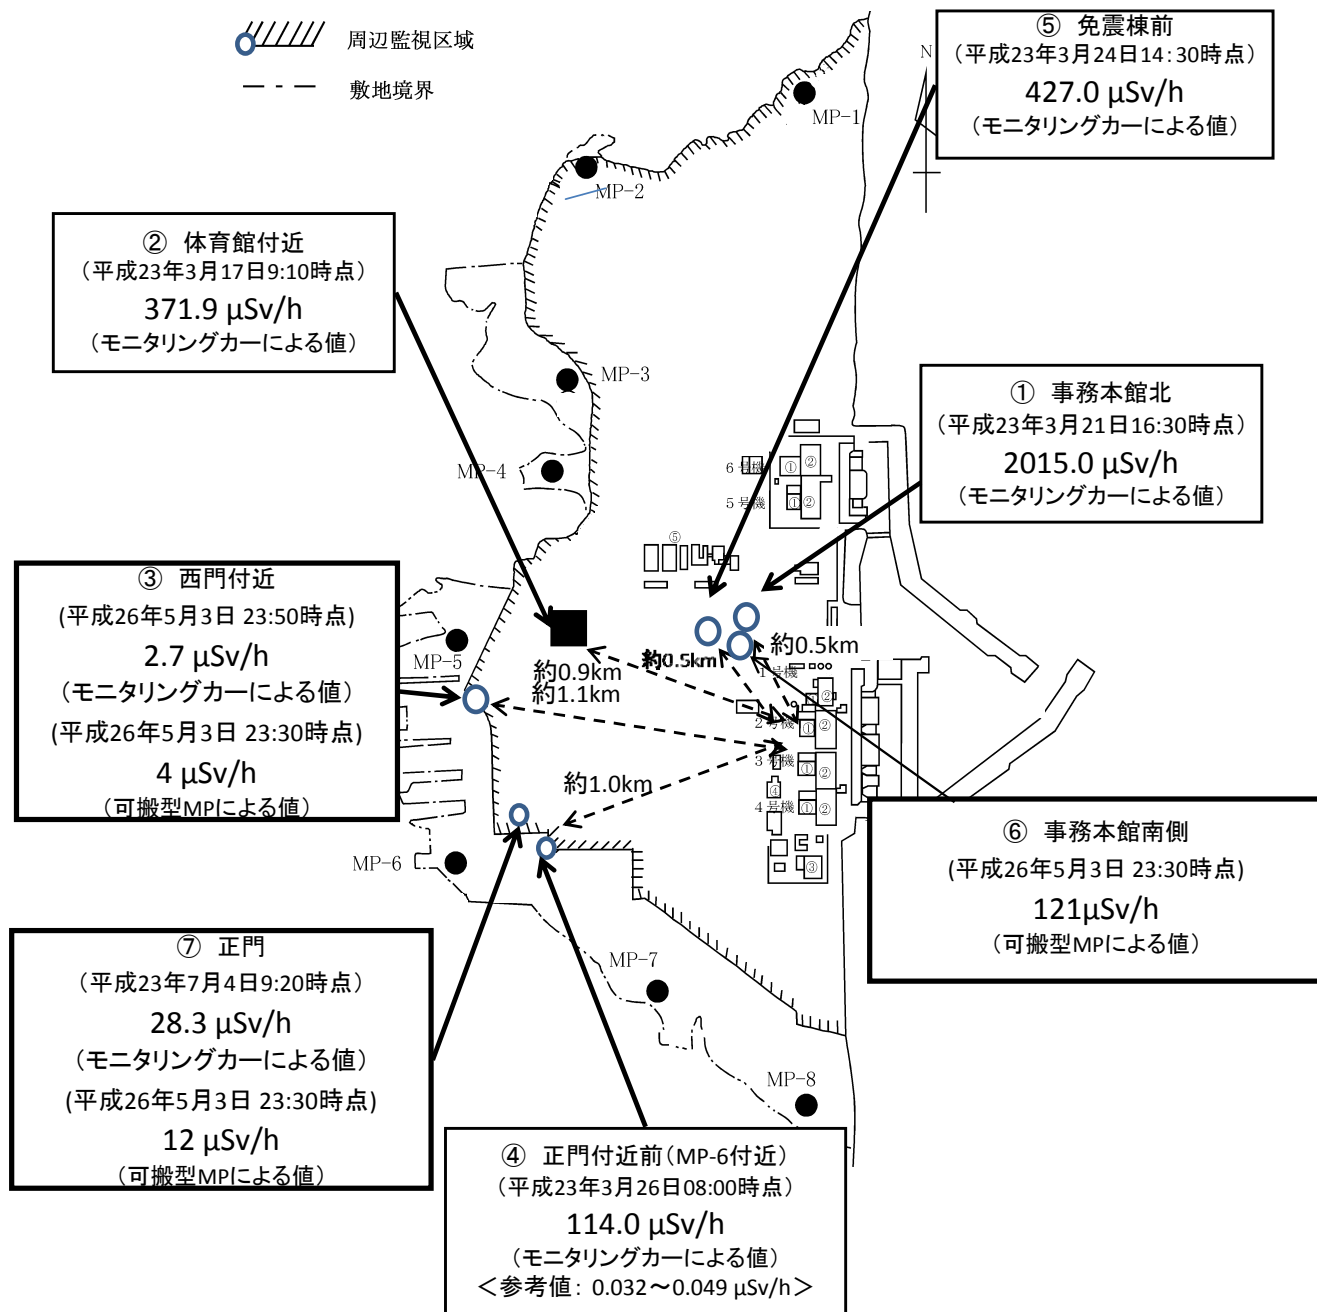 周辺監視区域
敷地境界
⑤ 免震棟前
（平成23年3月24日14：30時点）
427.0 μSv/h
（モニタリングカーによる値）
N
MP-1
MP-2
② 体育館付近
（平成23年3月17日9:10時点）
371.9 μSv/h
（モニタリングカーによる値）
MP-3
MP-4
① 事務本館北
（平成23年3月21日16:30時点）
2015.0 μSv/h
（モニタリングカーによる値）
６号機
①
②
５号機
①
②
⑤
③ 西門付近
(平成26年5月3日 23:50時点)
2.7 μSv/h
（モニタリングカーによる値）
(平成26年5月3日 23:30時点)
4 μSv/h
（可搬型MPによる値）
MP-5
約0.9km
約1.1km
約0.5km
約0.5km
１号機
②
２号機
①
②
３号機
①
②
約1.0km
④
４号機
①
②
③
MP-6
⑥ 事務本館南側
(平成26年5月3日 23:30時点)
121μSv/h
（可搬型MPによる値）
⑦ 正門
（平成23年7月4日9:20時点）
28.3 μSv/h
（モニタリングカーによる値）
(平成26年5月3日 23:30時点)
12 μSv/h
（可搬型MPによる値）
MP-7
MP-8
④ 正門付近前（MP-6付近）
（平成23年3月26日08:00時点）
114.0 μSv/h
（モニタリングカーによる値）
＜参考値： 0.032～0.049 μSv/h＞